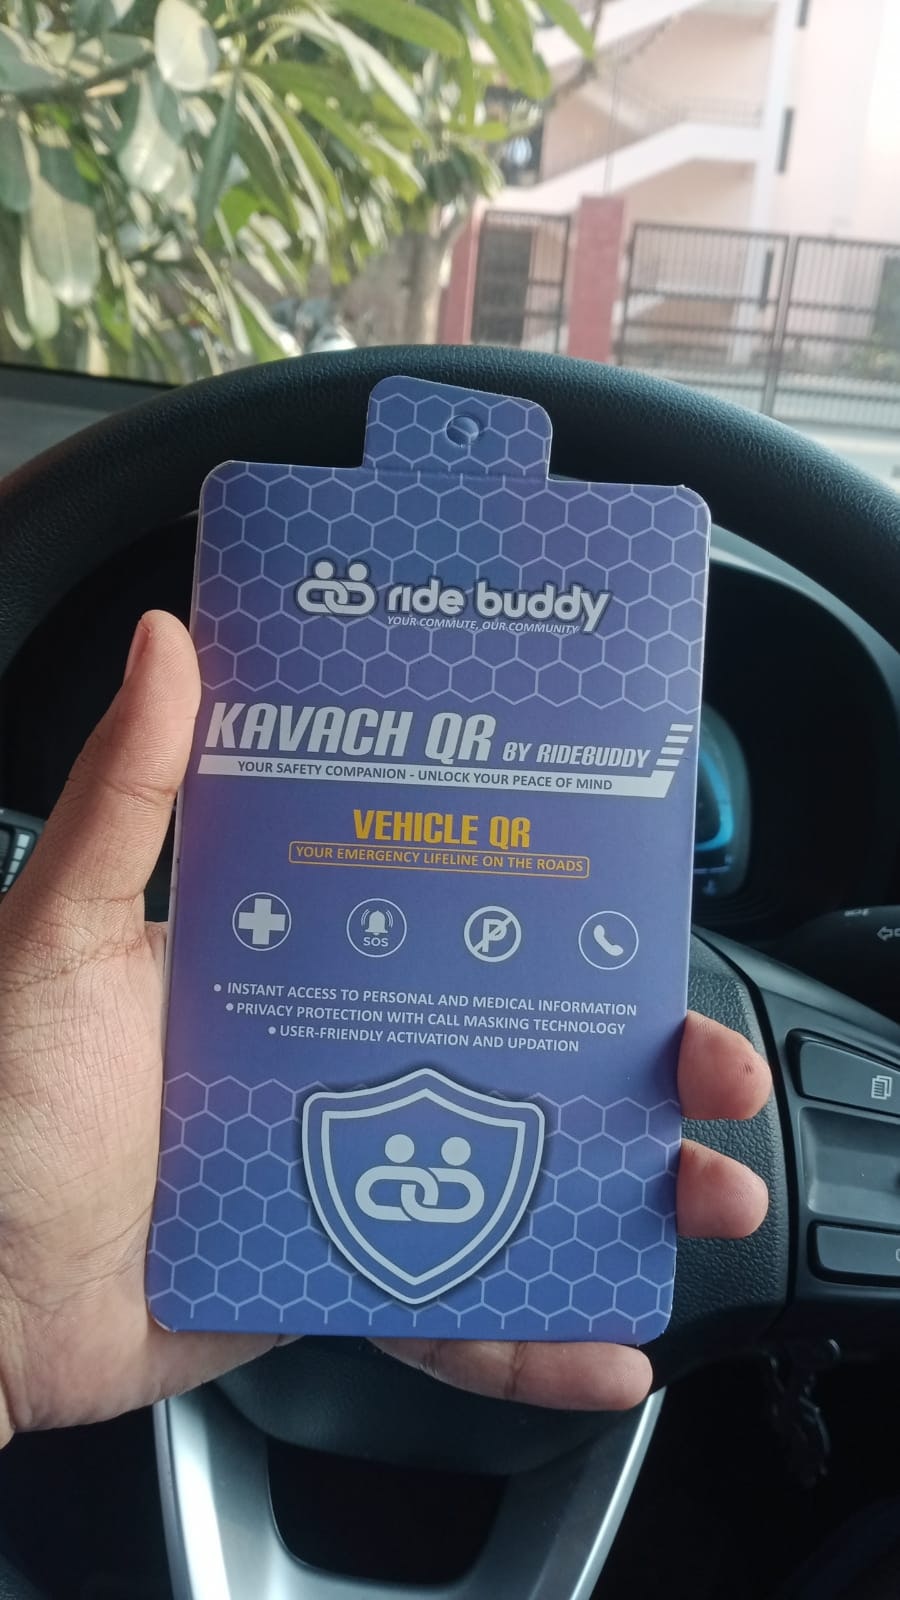 ride buddy
YOUR COMMUTE, OUR COMMUNITY
KAVACH QR BY RIDEBUDDY
YOUR SAFETY COMPANION - UNLOCK YOUR PEACE OF MIND
VEHICLE QR
YOUR EMERGENCY LIFELINE ON THE ROADS
SOS
P
• INSTANT ACCESS TO PERSONAL AND MEDICAL INFORMATION
• PRIVACY PROTECTION WITH CALL MASKING TECHNOLOGY
• USER-FRIENDLY ACTIVATION AND UPDATION